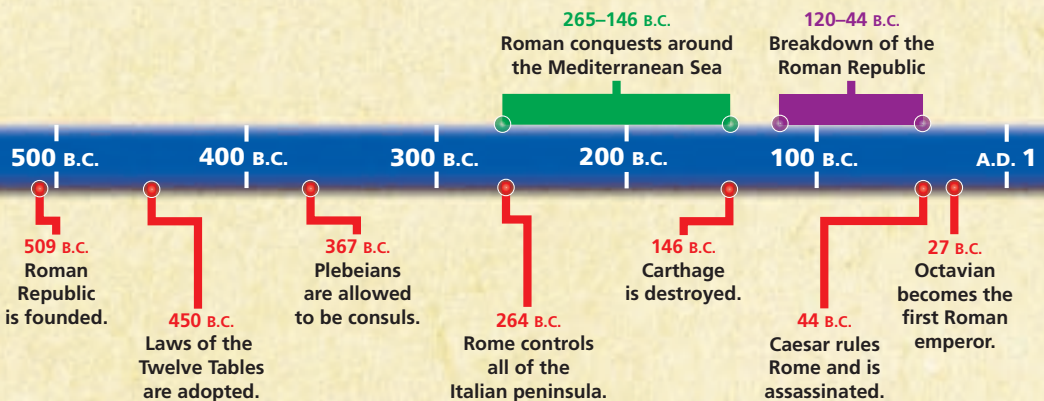 265–146 B.C.
Roman conquests around
the Mediterranean Sea
120–44 B.C.
Breakdown of the
Roman Republic
500 B.C.
400 B.C.
300 B.C.
200 B.C.
100 B.C.
A.D. 1
509 B.C.
Roman
Republic
is founded.
450 B.C.
Laws of the
Twelve Tables
are adopted.
367 B.C.
Plebeians
are allowed
to be consuls.
264 B.C.
Rome controls
all of the
Italian peninsula.
146 B.C.
Carthage
is destroyed.
44 B.C.
Caesar rules
Rome and is
assassinated.
27 B.C.
Octavian
becomes the
first Roman
emperor.